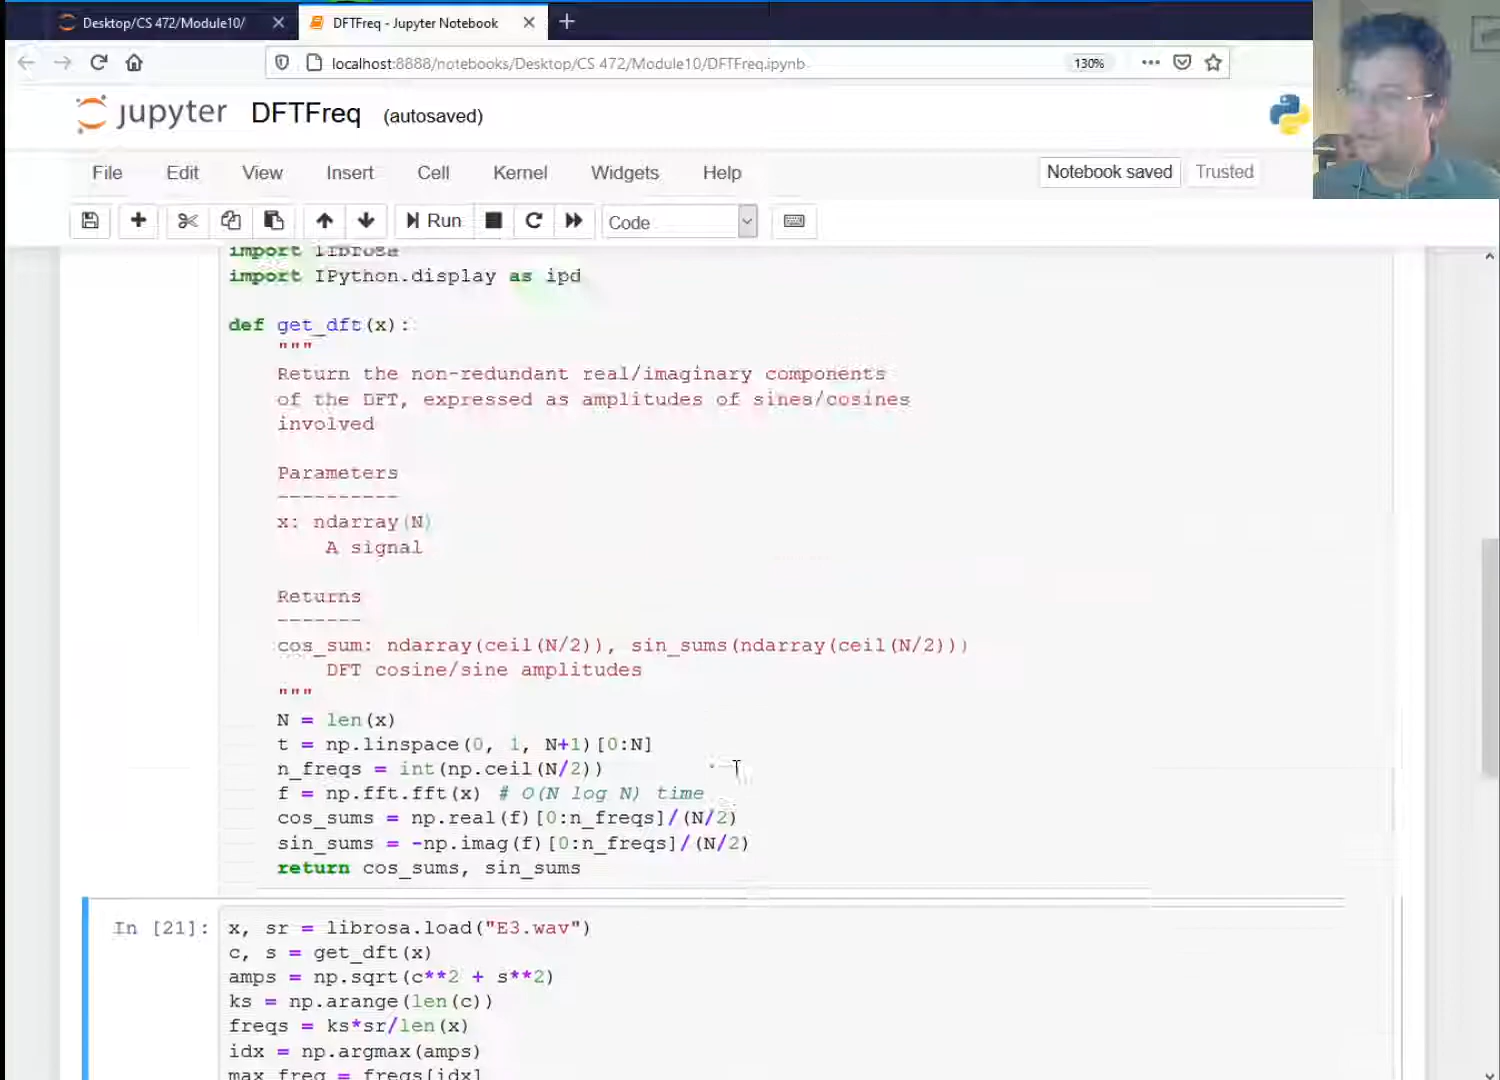 Desktop/CS 472/Module10/
DFTFreq - Jupyter Notebook
localhost:8888/notebooks/Desktop/CS 472/Module10/DFTFreq.ipynb
130%
jupyter DFTFreq (autosaved)
File Edit View Insert Cell Kernel Widgets Help
Notebook saved Trusted
Run Code
import librosa
import IPython.display as ipd
def get_dft(x):
"""
Return the non-redundant real/imaginary components
of the DFT, expressed as amplitudes of sines/cosines
involved
Parameters
----------
x: ndarray(N)
A signal
Returns
-------
cos_sum: ndarray(ceil(N/2)), sin_sums(ndarray(ceil(N/2)))
DFT cosine/sine amplitudes
"""
N = len(x)
t = np.linspace(0, 1, N+1)[0:N]
n_freqs = int(np.ceil(N/2))
f = np.fft.fft(x) # O(N log N) time
cos_sums = np.real(f)[0:n_freqs]/(N/2)
sin_sums = -np.imag(f)[0:n_freqs]/(N/2)
return cos_sums, sin_sums
In [21]:
x, sr = librosa.load("E3.wav")
c, s = get_dft(x)
amps = np.sqrt(c**2 + s**2)
ks = np.arange(len(c))
freqs = ks*sr/len(x)
idx = np.argmax(amps)
max_freq = freqs[idx]